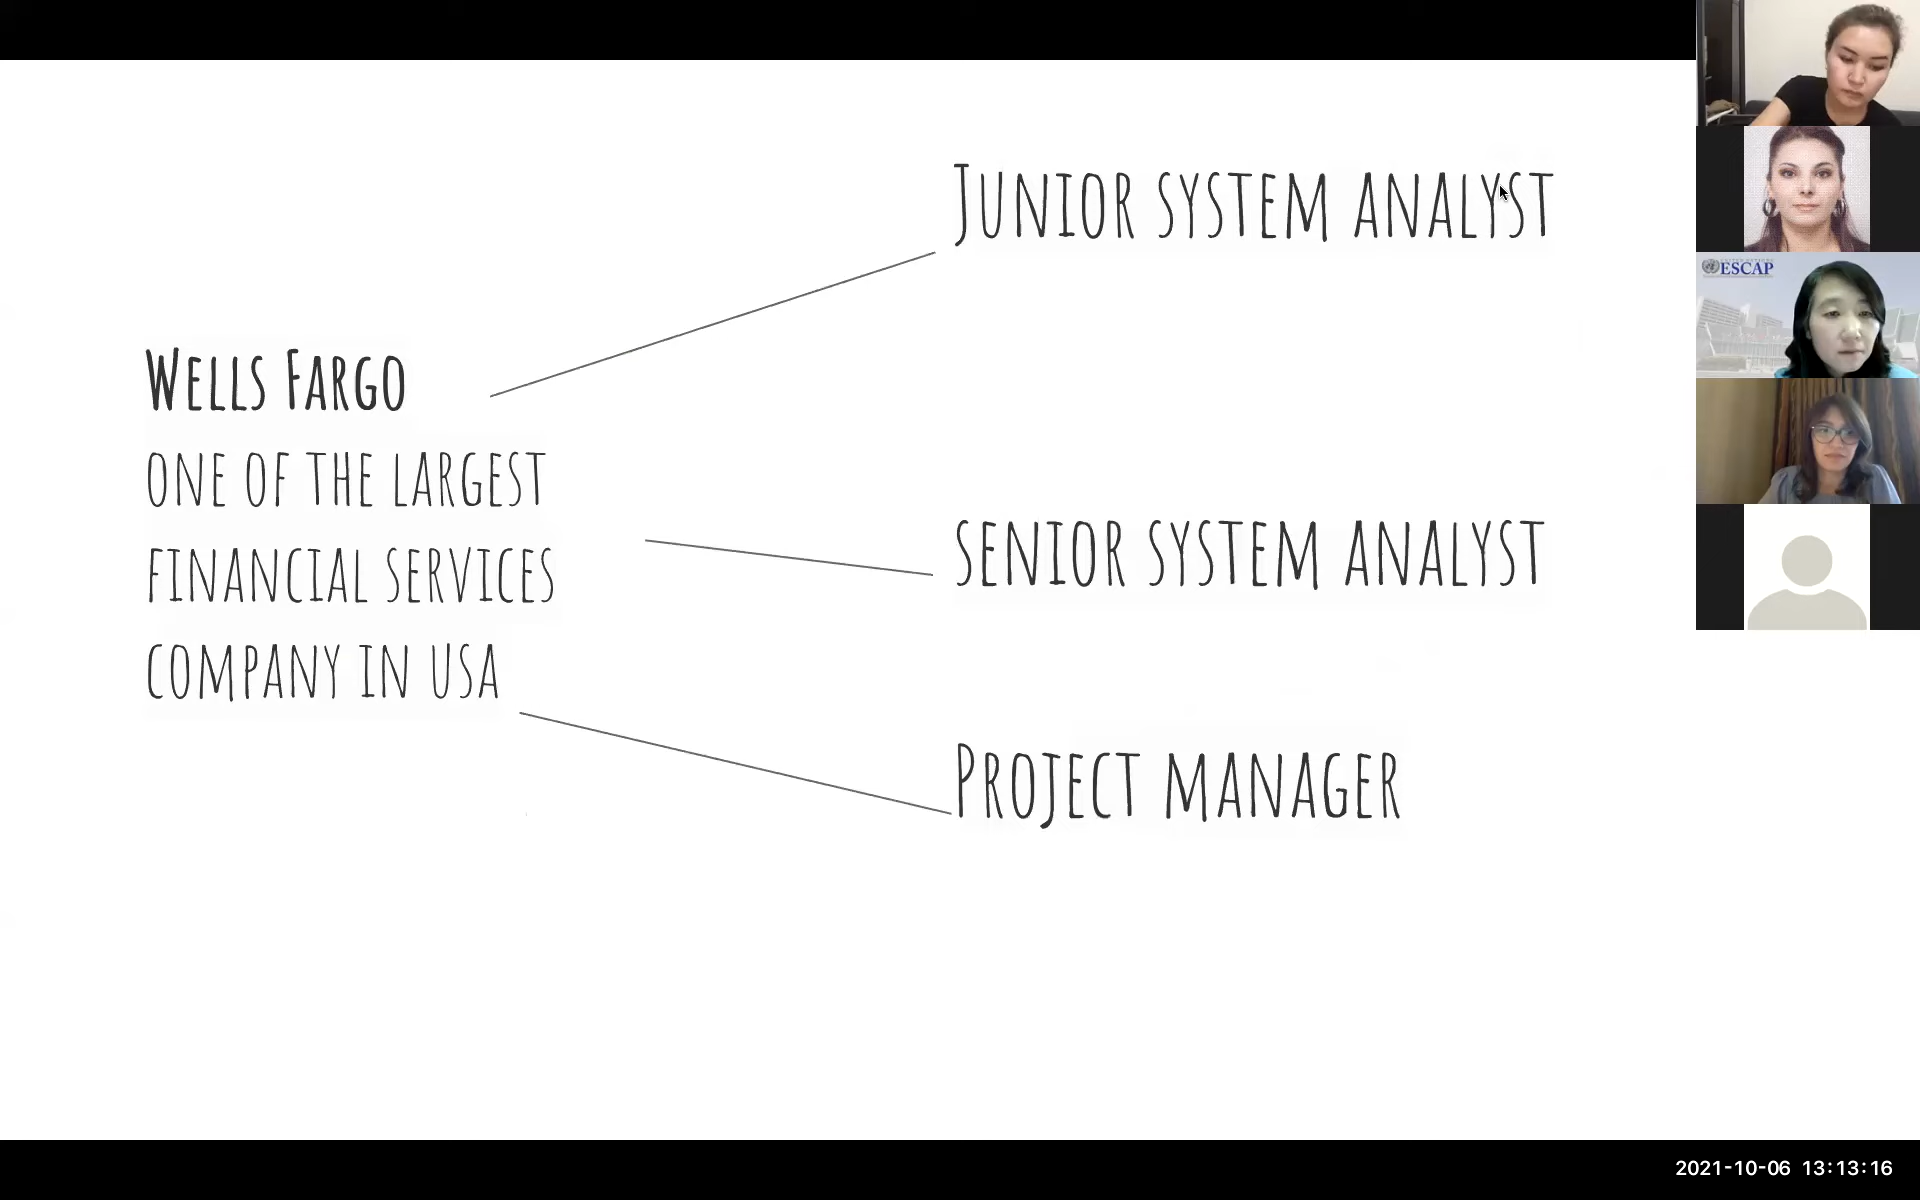 Junior system analyst
Wells Fargo
one of the largest
financial services
company in USA
senior system analyst
Project manager
ESCAP
2021-10-06 13:13:16